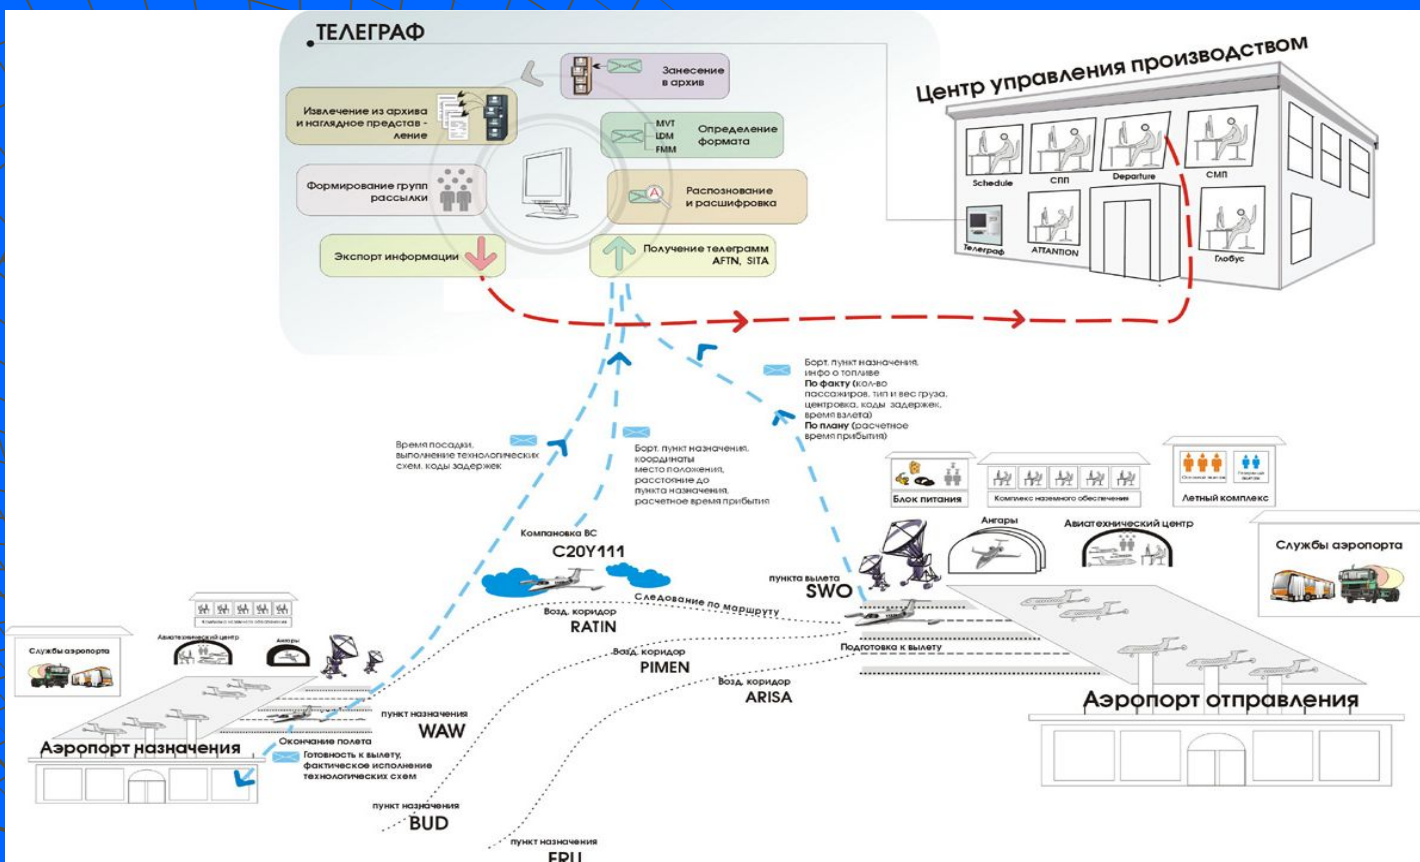 ТЕЛЕГРАФ
Занесение
в архив
Извлечение из архива
и наглядное представ -
ление
MVT
LDM
FMM
Определение
формата
Формирование групп
рассылки
Распознование
и расшифровка
Экспорт информации
Получение телеграмм
AFTN, SITA
Центр управления производством
Schedule
СПП
Departure
СМП
Телеграф
ATTANTION
Глобус
Борт, пункт назначения,
инфо о топливе
По факту (кол-во
пассажиров, тип и вес груза,
центровка, коды задержек,
время взлета)
По плану (расчетное
время прибытия)
Время посадки,
выполнение технологических
схем, коды задержек
Борт, пункт назначения,
координаты
место положения,
расстояние до
пункта назначения,
расчетное время прибытия
Блок питания
Комплекс наземного обеспечения
Летный комплекс
Ангары
Авиатехнический центр
Службы аэропорта
Компановка ВС
C20Y111
пункта вылета
SWO
Следование по маршруту
Возд. коридор
RATIN
Возд. коридор
PIMEN
Возд. коридор
ARISA
Подготовка к вылету
Аэропорт отправления
Комплекс наземного обеспечения
Авиатехнический центр
Ангары
Службы аэропорта
пункт назначения
WAW
Аэропорт назначения
Окончание полета
Готовность к вылету,
фактическое исполнение
технологических схем
пункт назначения
BUD
пункт назначения